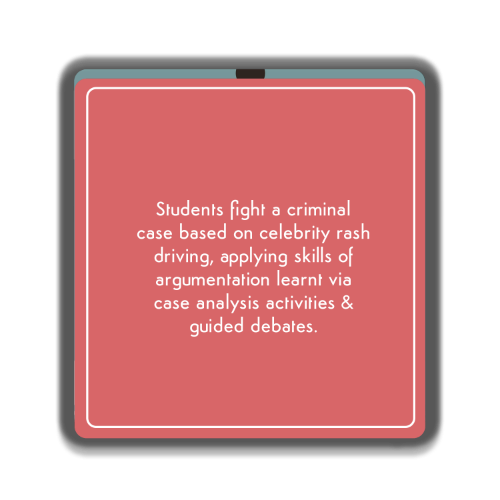 Students fight a criminal
case based on celebrity rash
driving, applying skills of
argumentation learnt via
case analysis activities &
guided debates.